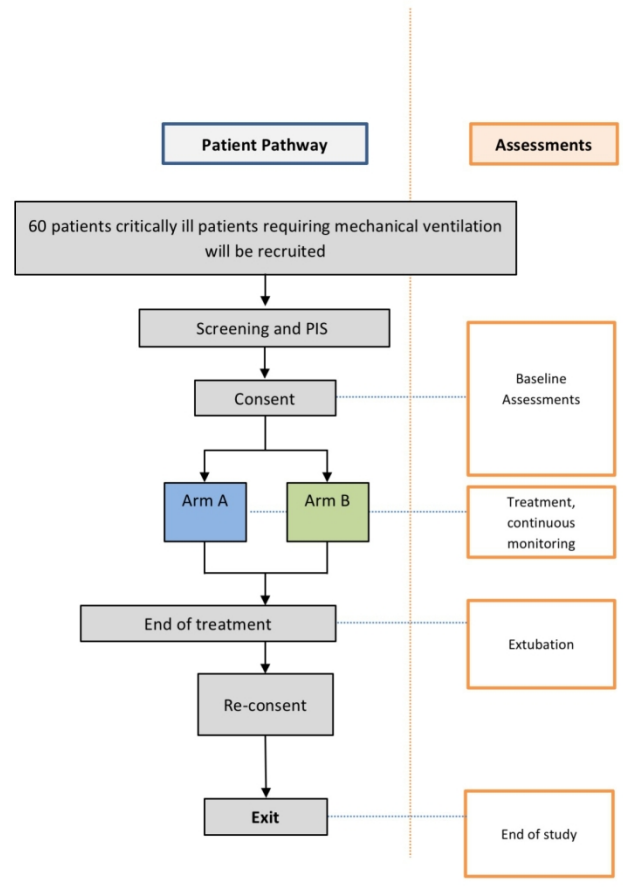 Patient Pathway
Assessments
60 patients critically ill patients requiring mechanical ventilation
will be recruited
Screening and PIS
Consent
Baseline
Assessments
Arm A
Arm B
Treatment,
continuous
monitoring
End of treatment
Extubation
Re-consent
Exit
End of study